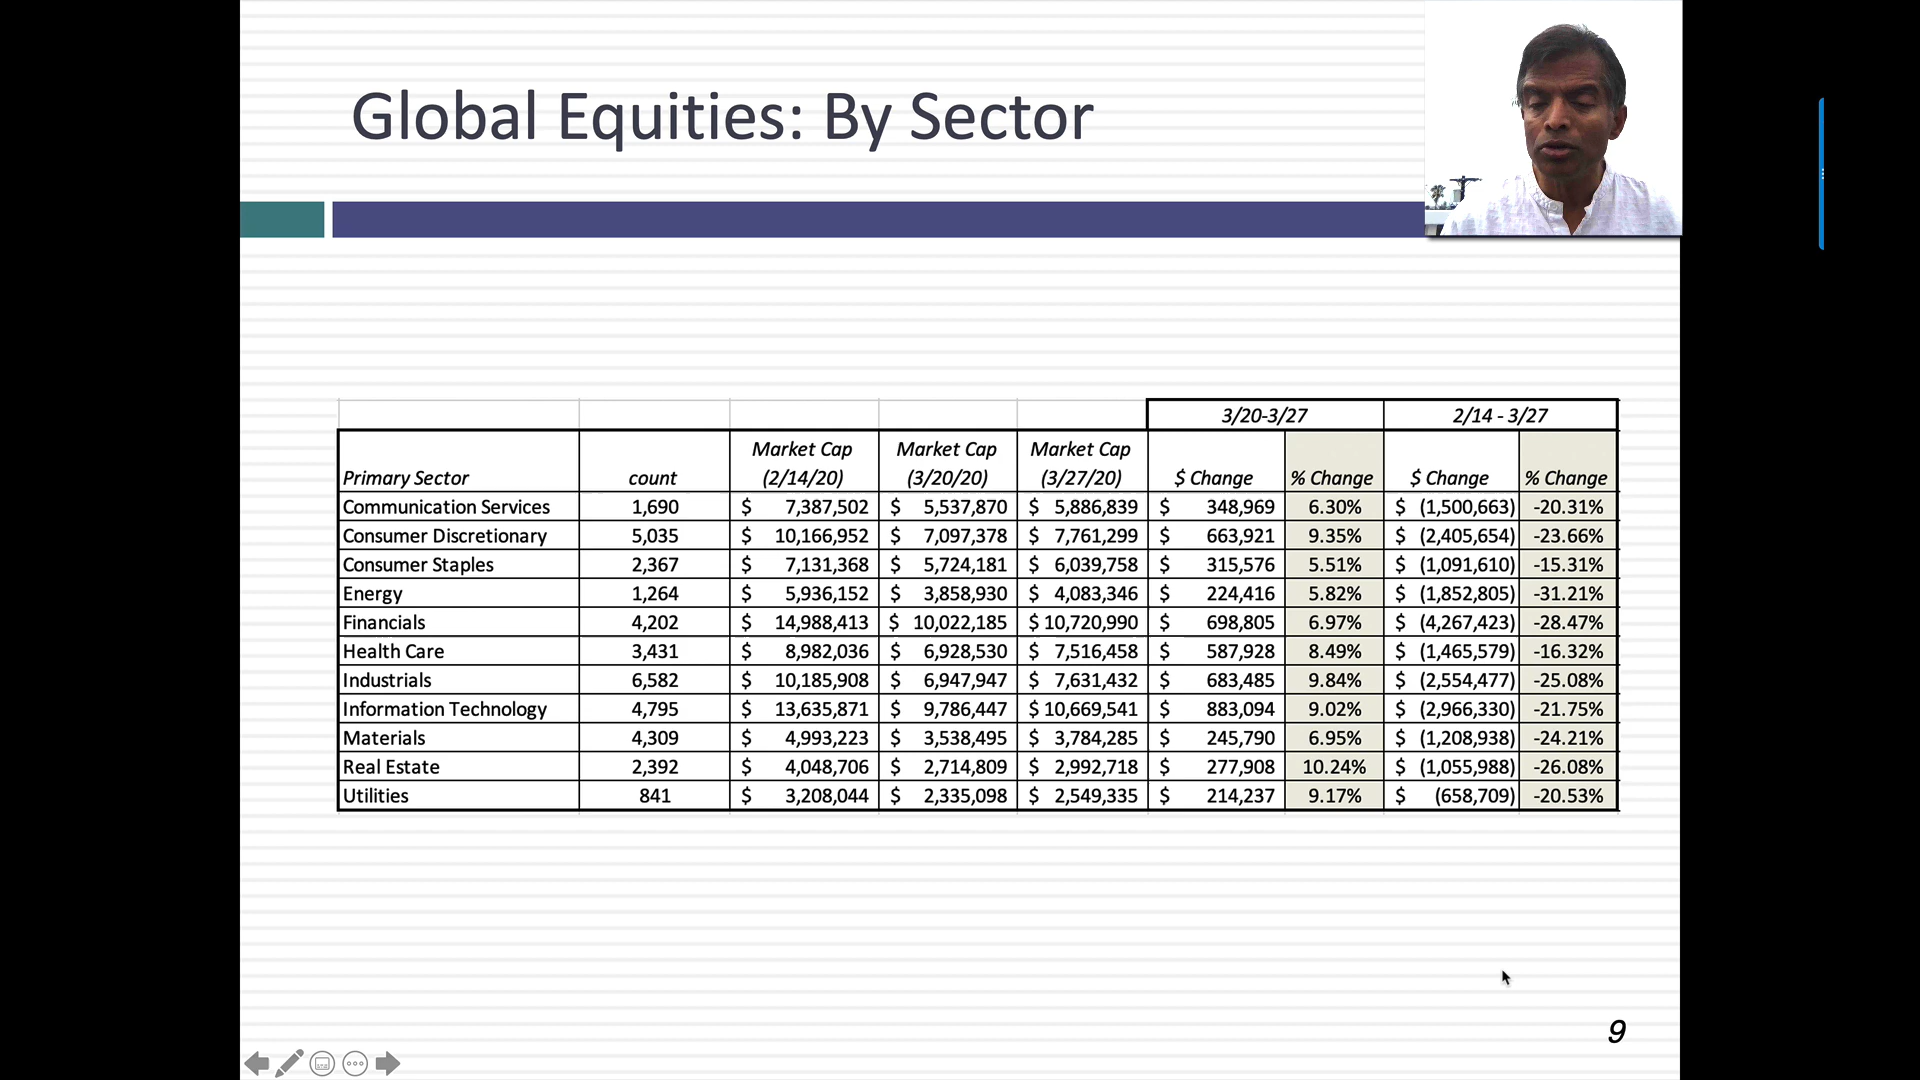 Global Equities: By Sector
3/20-3/27 2/14 - 3/27
Primary Sector count Market Cap (2/14/20) Market Cap (3/20/20) Market Cap (3/27/20) $ Change % Change $ Change % Change
Communication Services 1,690 $ 7,387,502 $ 5,537,870 $ 5,886,839 $ 348,969 6.30% $ (1,500,663) -20.31%
Consumer Discretionary 5,035 $ 10,166,952 $ 7,097,378 $ 7,761,299 $ 663,921 9.35% $ (2,405,654) -23.66%
Consumer Staples 2,367 $ 7,131,368 $ 5,724,181 $ 6,039,758 $ 315,576 5.51% $ (1,091,610) -15.31%
Energy 1,264 $ 5,936,152 $ 3,858,930 $ 4,083,346 $ 224,416 5.82% $ (1,852,805) -31.21%
Financials 4,202 $ 14,988,413 $ 10,022,185 $ 10,720,990 $ 698,805 6.97% $ (4,267,423) -28.47%
Health Care 3,431 $ 8,982,036 $ 6,928,530 $ 7,516,458 $ 587,928 8.49% $ (1,465,579) -16.32%
Industrials 6,582 $ 10,185,908 $ 6,947,947 $ 7,631,432 $ 683,485 9.84% $ (2,554,477) -25.08%
Information Technology 4,795 $ 13,635,871 $ 9,786,447 $ 10,669,541 $ 883,094 9.02% $ (2,966,330) -21.75%
Materials 4,309 $ 4,993,223 $ 3,538,495 $ 3,784,285 $ 245,790 6.95% $ (1,208,938) -24.21%
Real Estate 2,392 $ 4,048,706 $ 2,714,809 $ 2,992,718 $ 277,908 10.24% $ (1,055,988) -26.08%
Utilities 841 $ 3,208,044 $ 2,335,098 $ 2,549,335 $ 214,237 9.17% $ (658,709) -20.53%
9